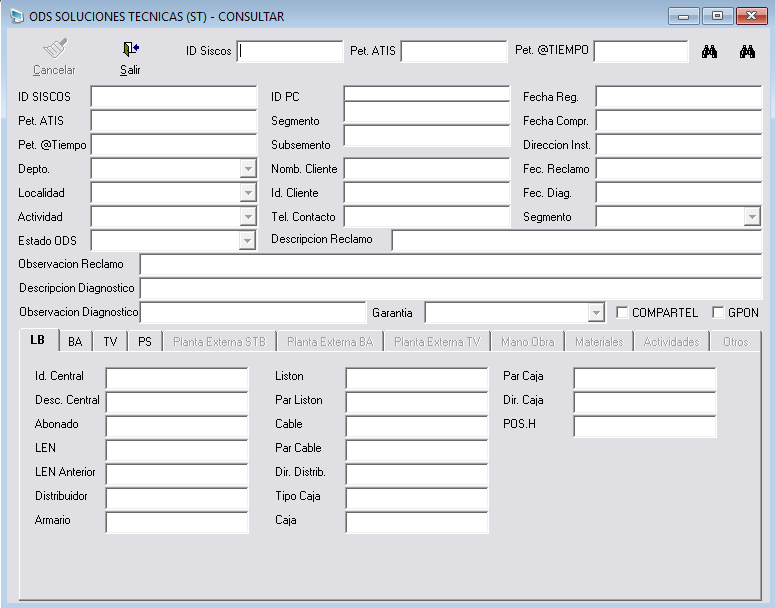 ODS SOLUCIONES TECNICAS (ST) - CONSULTAR
Cancelar Salir ID Siscos Pet. ATIS Pet. @TIEMPO
ID SISCOS ID PC Fecha Reg.
Pet. ATIS Segmento Fecha Compr.
Pet. @Tiempo Subsemento Direccion Inst.
Depto. Nomb. Cliente Fec. Reclamo
Localidad Id. Cliente Fec. Diag.
Actividad Tel. Contacto Segmento
Estado ODS Descripcion Reclamo
Observacion Reclamo
Descripcion Diagnostico
Observacion Diagnostico Garantia COMPARTEL GPON
LB BA TV PS Planta Externa STB Planta Externa BA Planta Externa TV Mano Obra Materiales Actividades Otros
Id. Central Liston Par Caja
Desc. Central Par Liston Dir. Caja
Abonado Cable POS.H
LEN Par Cable
LEN Anterior Dir. Distrib.
Distribuidor Tipo Caja
Armario Caja